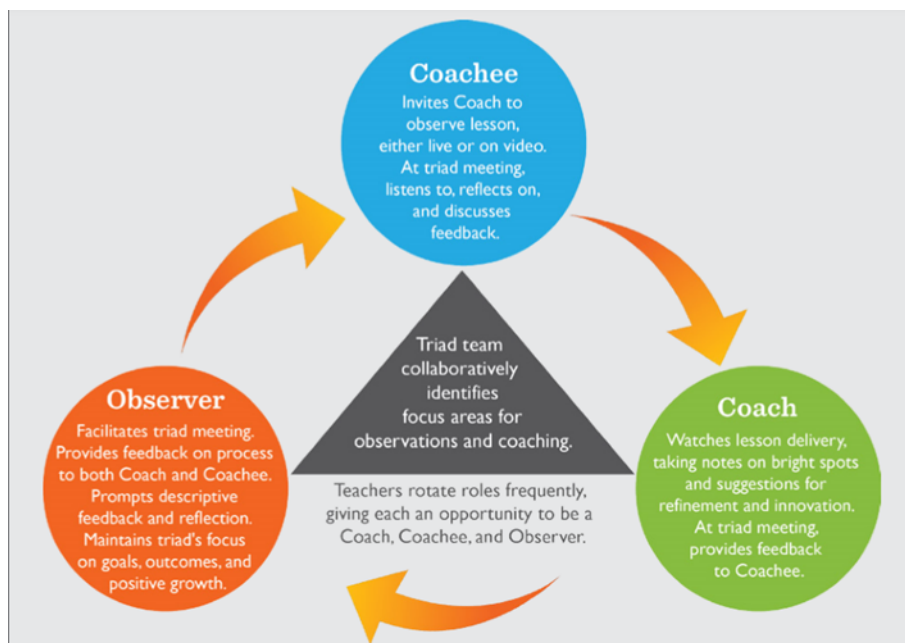 Coachee
Invites Coach to
observe lesson,
either live or on video.
At triad meeting,
listens to, reflects on,
and discusses
feedback.
Triad team
collaboratively
identifies
focus areas for
observations and coaching.
Observer
Facilitates triad meeting.
Provides feedback on process
to both Coach and Coachee.
Prompts descriptive
feedback and reflection.
Maintains triad's focus
on goals, outcomes, and
positive growth.
Teachers rotate roles frequently,
giving each an opportunity to be a
Coach, Coachee, and Observer.
Coach
Watches lesson delivery,
taking notes on bright spots
and suggestions for
refinement and innovation.
At triad meeting,
provides feedback
to Coachee.